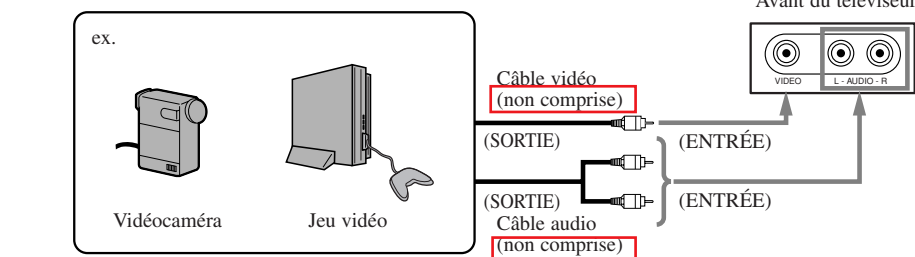 Avant du téléviseur
ex.
VIDEO
L - AUDIO - R
Câble vidéo
(non comprise)
(SORTIE)
(ENTRÉE)
(SORTIE)
(ENTRÉE)
Vidéocaméra
Jeu vidéo
Câble audio
(non comprise)